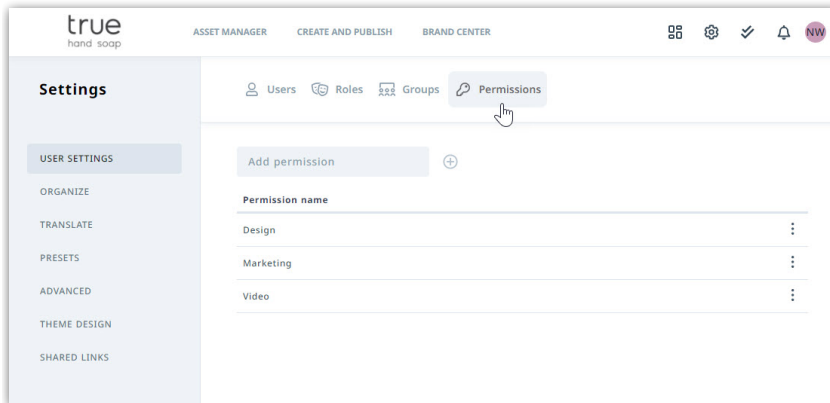 true
hand soap
ASSET MANAGER CREATE AND PUBLISH BRAND CENTER
NW
Settings
Users Roles Groups Permissions
USER SETTINGS
ORGANIZE
TRANSLATE
PRESETS
ADVANCED
THEME DESIGN
SHARED LINKS
Add permission
Permission name
Design
Marketing
Video